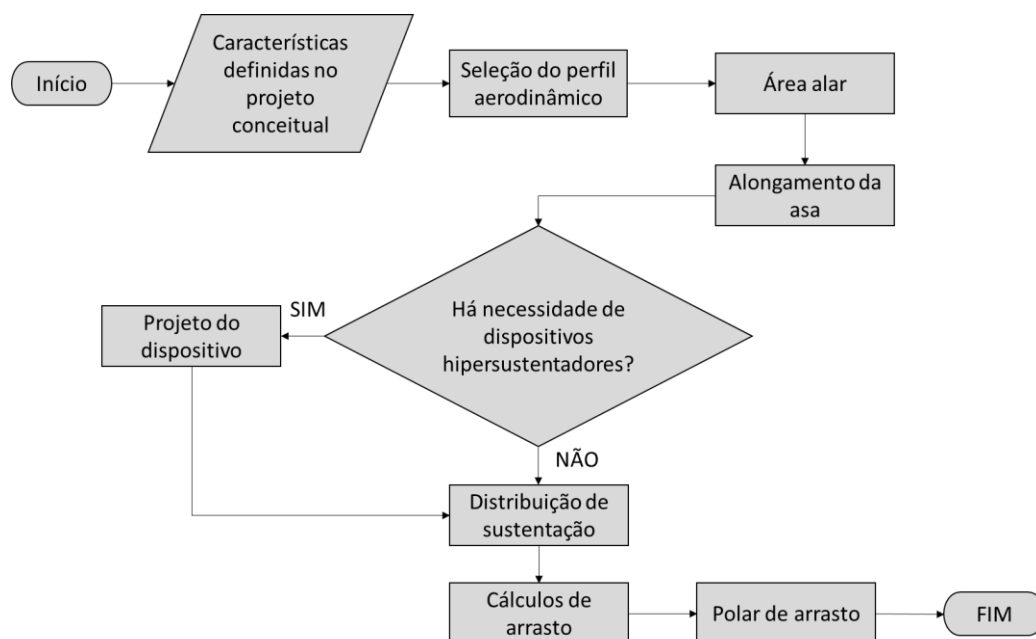 Início
Características
definidas no
projeto
conceitual
Seleção do perfil
aerodinâmico
Área alar
Alongamento da
asa
Há necessidade de
dispositivos
hipersustentadores?
SIM
Projeto do
dispositivo
NÃO
Distribuição de
sustentação
Cálculos de
arrasto
Polar de arrasto
FIM